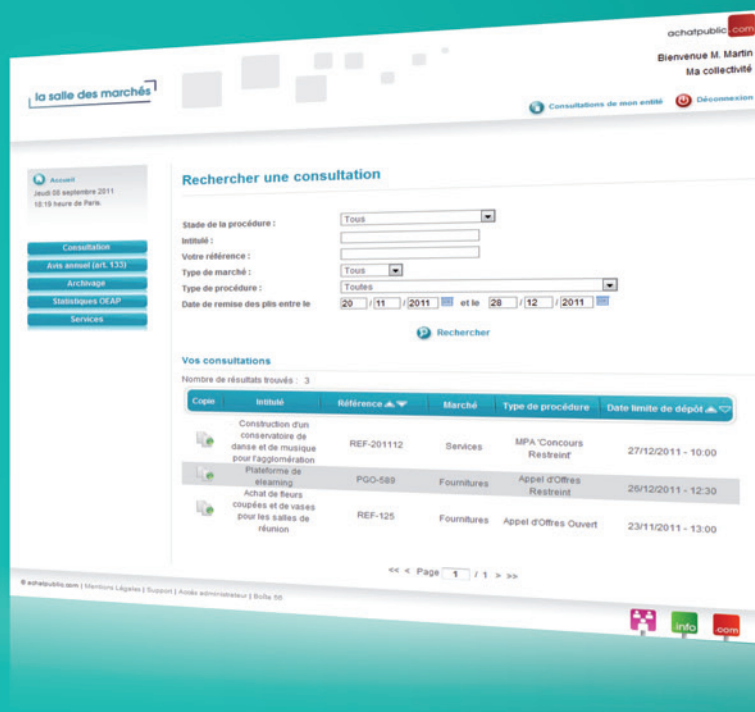 achatpublic.com
Bienvenue M. Martin
Ma collectivité
la salle des marchés
Consultations de mon entité
Déconnexion
Accueil
Jeudi 08 septembre 2011
18:19 heure de Paris.
Consultation
Avis annuel (art. 133)
Archivage
Statistiques OEAP
Services
Rechercher une consultation
Stade de la procédure : Tous
Intitulé :
Votre référence :
Type de marché : Tous
Type de procédure : Toutes
Date de remise des plis entre le 20 / 11 / 2011 et le 28 / 12 / 2011
Rechercher
Vos consultations
Nombre de résultats trouvés : 3
Copie Intitulé Référence Marché Type de procédure Date limite de dépôt
Construction d'un
conservatoire de
danse et de musique
pour l'agglomération
REF-201112 Services
MPA 'Concours
Restreint'
27/12/2011 - 10:00
Plateforme de
elearning
PGO-589 Fournitures
Appel d'Offres
Restreint
26/12/2011 - 12:30
Achat de fleurs
coupées et de vases
pour les salles de
réunion
REF-125 Fournitures Appel d'Offres Ouvert 23/11/2011 - 13:00
<< < Page 1 / 1 > >>
© achatpublic.com | Mentions Légales | Support | Accès administrateur | Boîte 55
.info .com